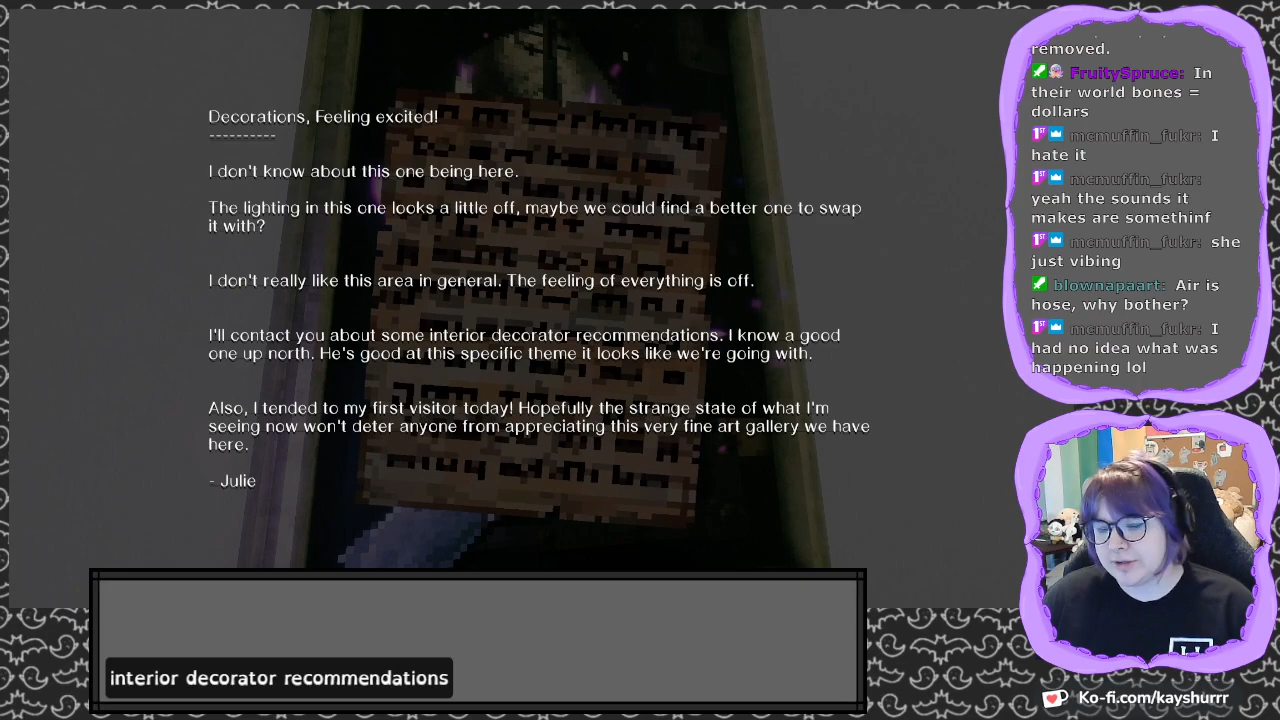 Decorations, Feeling excited!
----------
I don't know about this one being here.
The lighting in this one looks a little off, maybe we could find a better one to swap
it with?
I don't really like this area in general. The feeling of everything is off.
I'll contact you about some interior decorator recommendations. I know a good
one up north. He's good at this specific theme it looks like we're going with.
Also, I tended to my first visitor today! Hopefully the strange state of what I'm
seeing now won't deter anyone from appreciating this very fine art gallery we have
here.
- Julie
interior decorator recommendations
removed.
FruitySpruce: In
their world bones =
dollars
1ST mcmuffin_fukr: I
hate it
1ST mcmuffin_fukr:
yeah the sounds it
makes are somethinf
1ST mcmuffin_fukr: she
just vibing
blownapaart: Air is
hose, why bother?
1ST mcmuffin_fukr: I
had no idea what was
happening lol
Ko-fi.com/kayshurrr